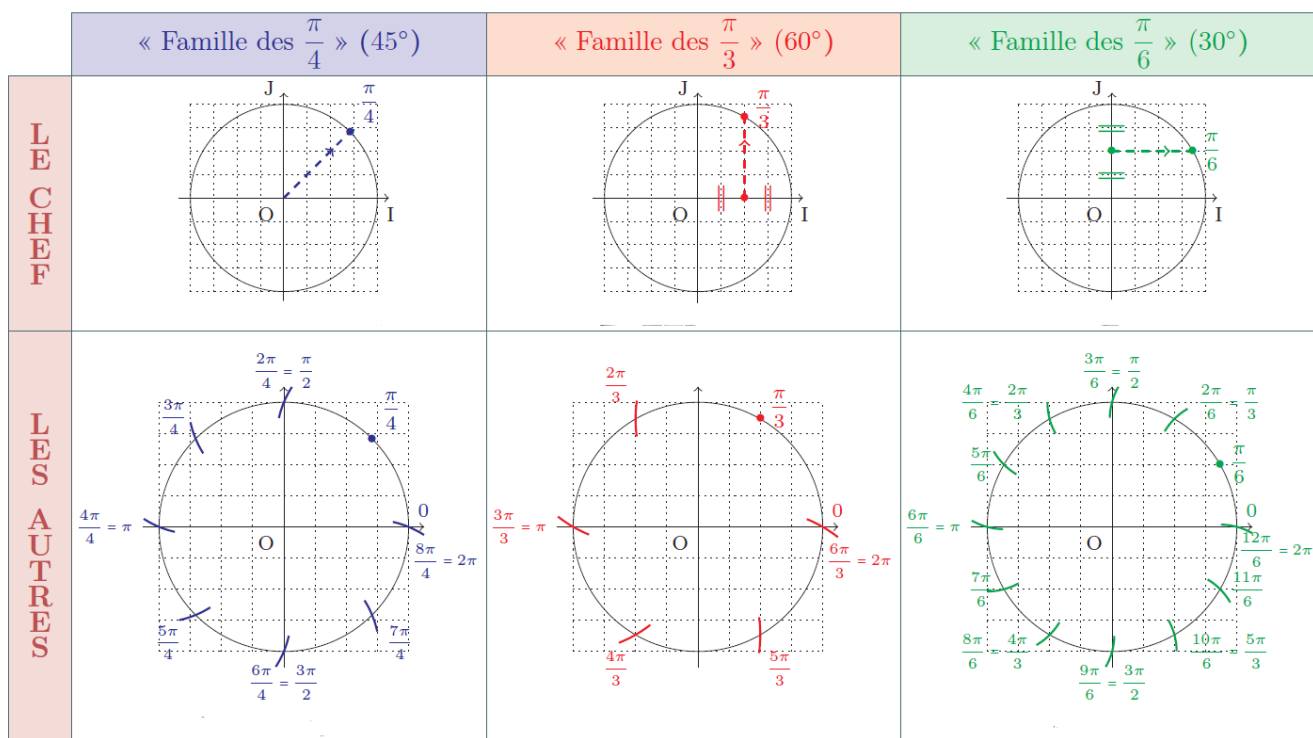 « Famille des π/4 » (45°)
« Famille des π/3 » (60°)
« Famille des π/6 » (30°)
LE CHEF
J
π/4
O
I
J
π/3
O
I
J
π/6
O
I
LES AUTRES
2π/4 = π/2
3π/4
π/4
4π/4 = π
0
O
8π/4 = 2π
5π/4
7π/4
6π/4 = 3π/2
2π/3
π/3
3π/3 = π
0
O
6π/3 = 2π
4π/3
5π/3
3π/6 = π/2
4π/6 = 2π/3
2π/6 = π/3
5π/6
π/6
6π/6 = π
0
O
12π/6 = 2π
7π/6
11π/6
8π/6 = 4π/3
10π/6 = 5π/3
9π/6 = 3π/2